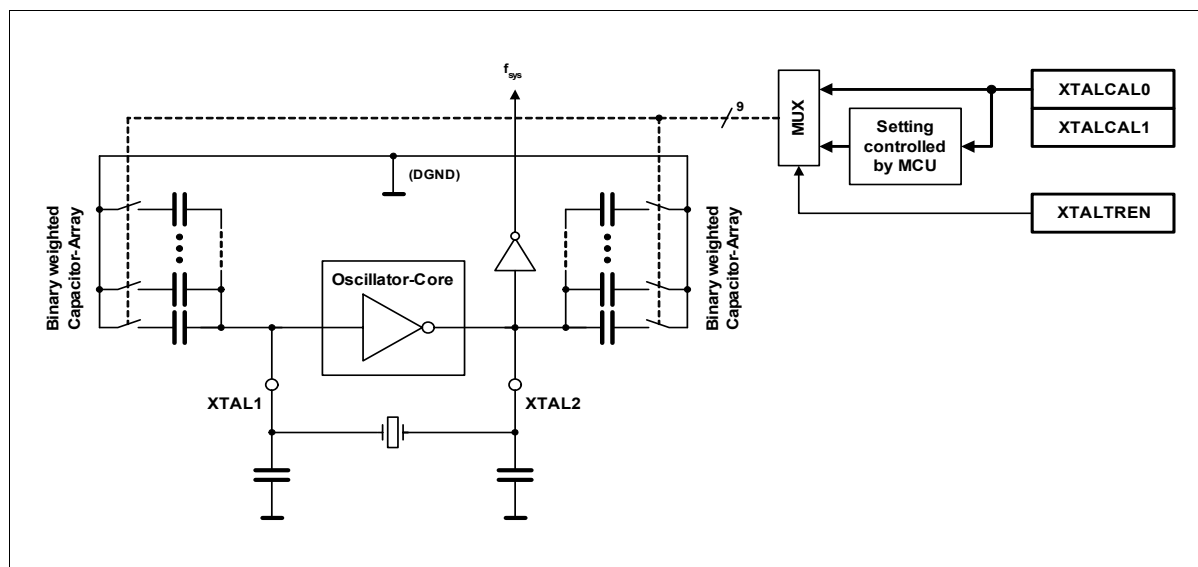 f_sys
9
MUX
XTALCAL0
XTALCAL1
Setting
controlled
by MCU
XTALTREN
(DGND)
Binary weighted
Capacitor-Array
Oscillator-Core
Binary weighted
Capacitor-Array
XTAL1
XTAL2